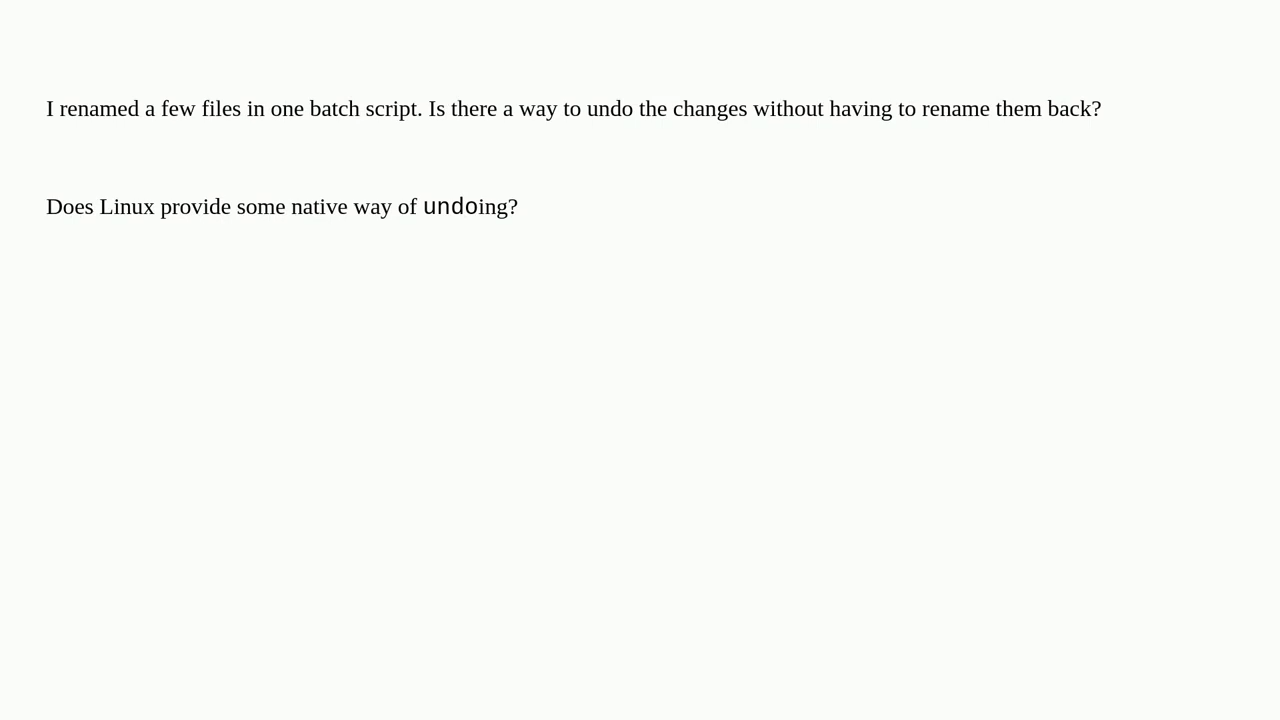 I renamed a few files in one batch script. Is there a way to undo the changes without having to rename them back?
Does Linux provide some native way of undoing?